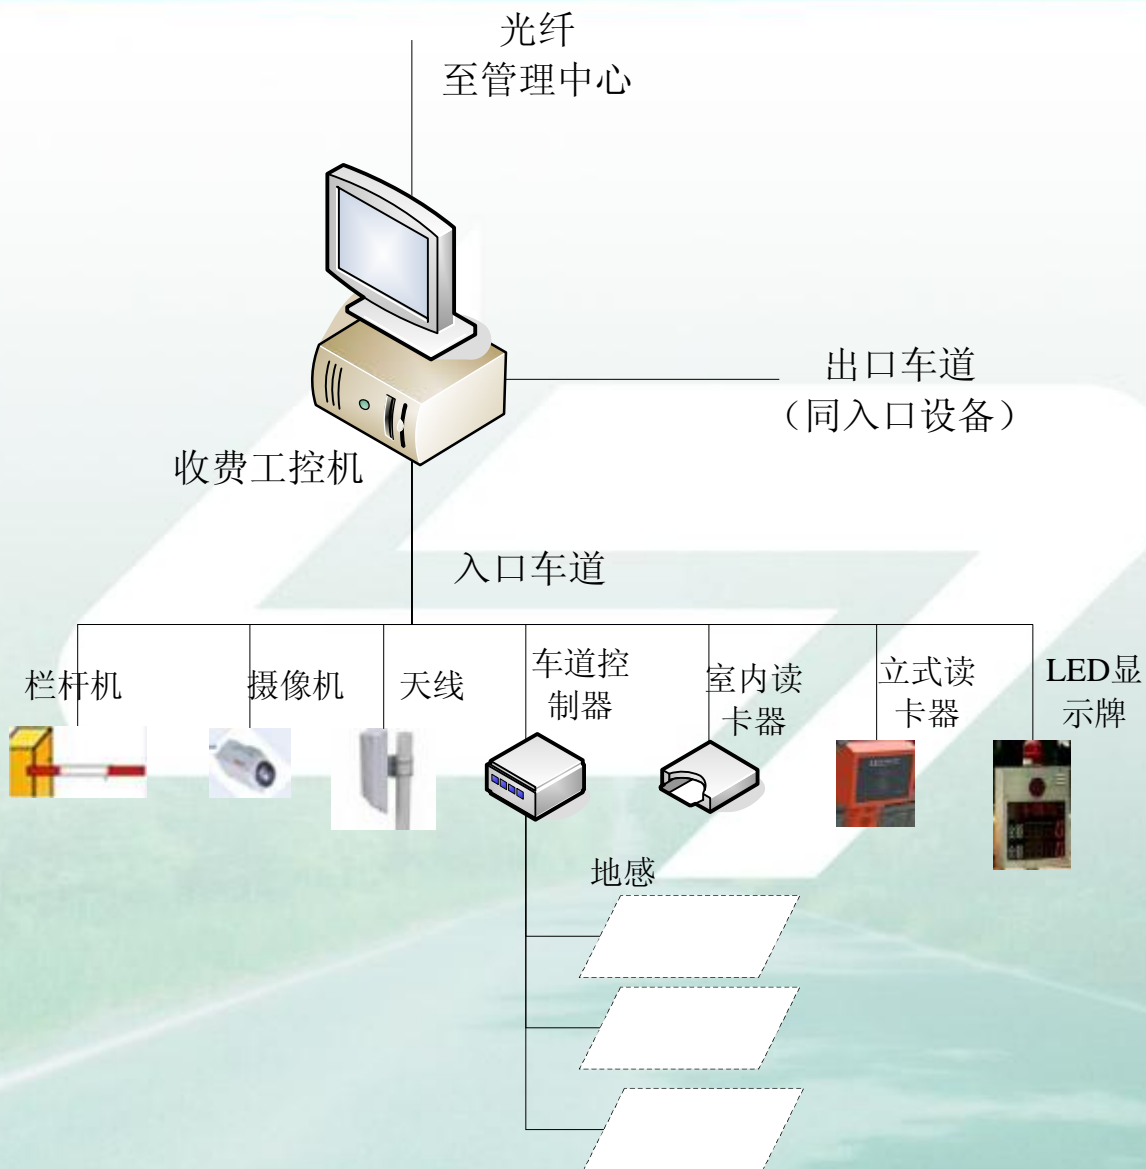 光纤
至管理中心
出口车道
（同入口设备）
收费工控机
入口车道
栏杆机
摄像机
天线
车道控
制器
室内读
卡器
立式读
卡器
LED显
示牌
地感